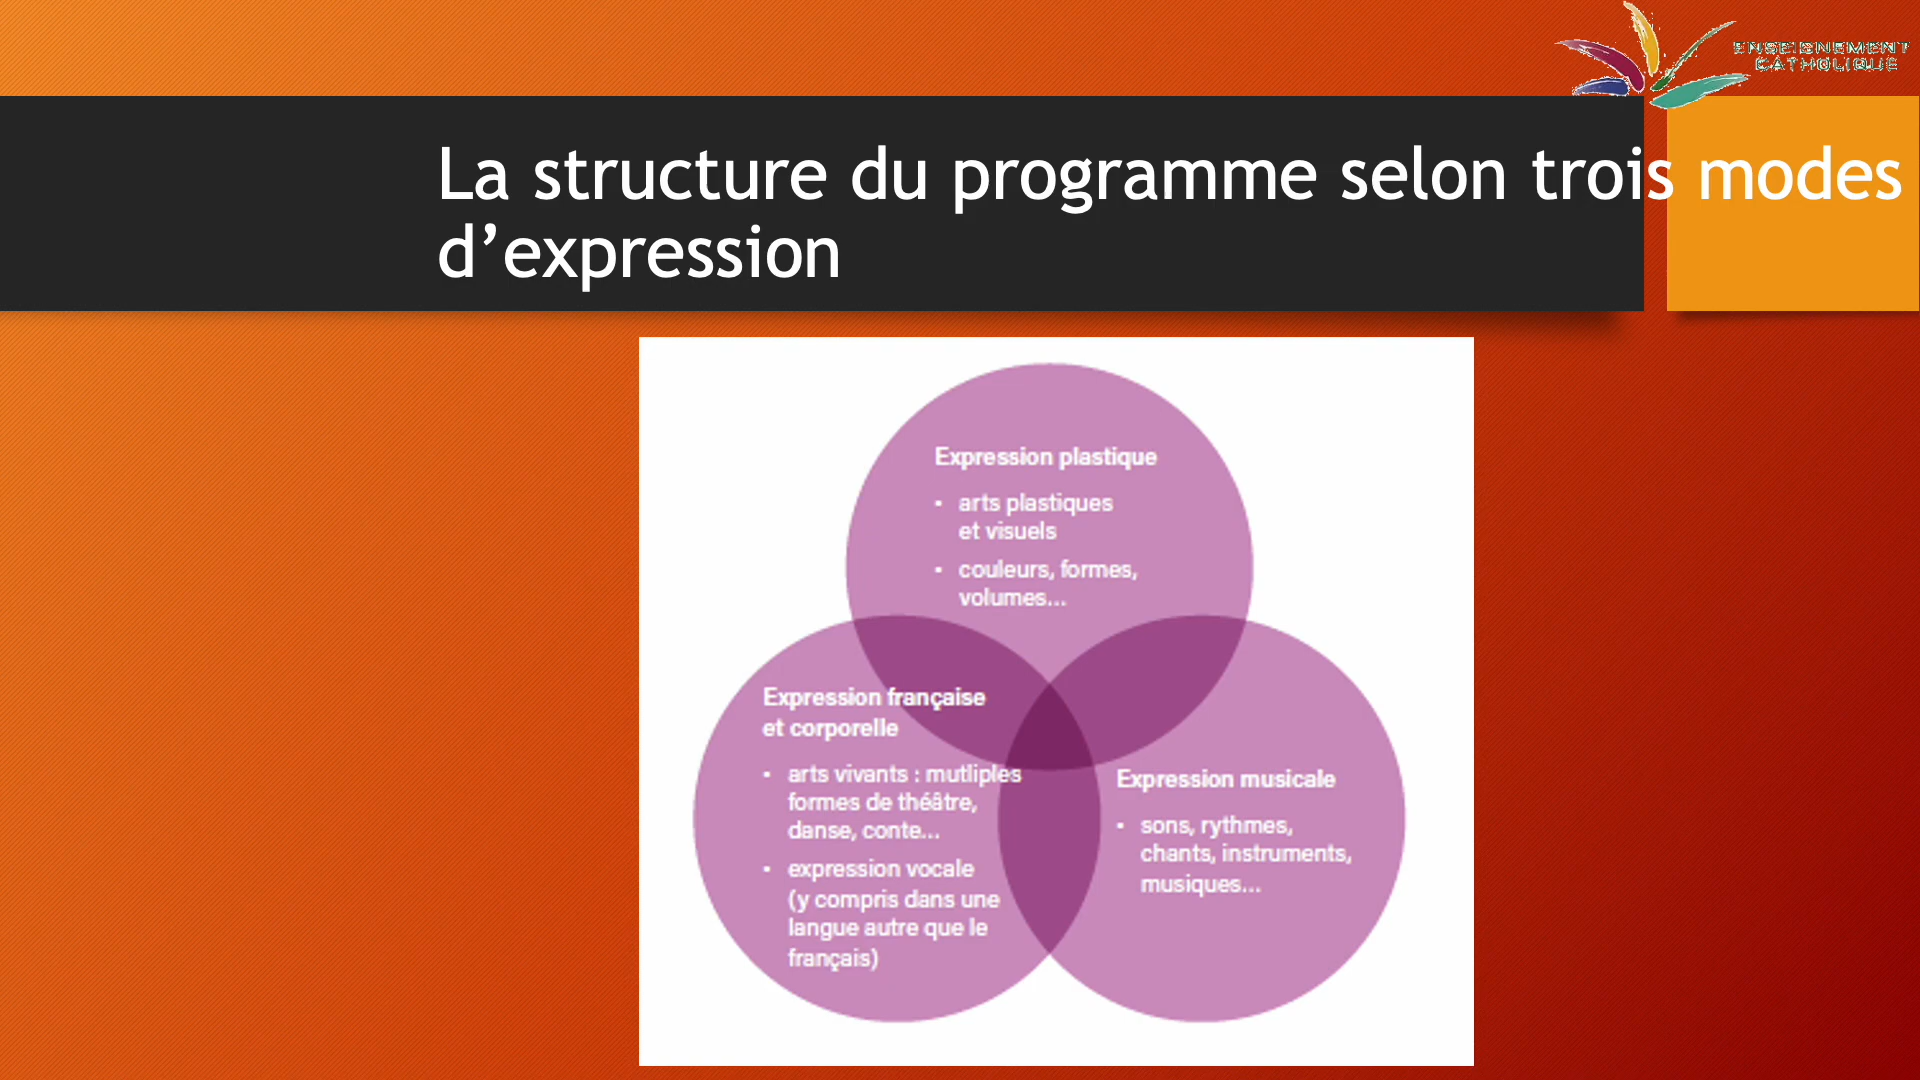 ENSEIGNEMENT
CATHOLIQUE
La structure du programme selon trois modes
d’expression
Expression plastique
• arts plastiques
et visuels
• couleurs, formes,
volumes...
Expression française
et corporelle
• arts vivants : mutliples
formes de théâtre,
danse, conte...
• expression vocale
(y compris dans une
langue autre que le
français)
Expression musicale
• sons, rythmes,
chants, instruments,
musiques...